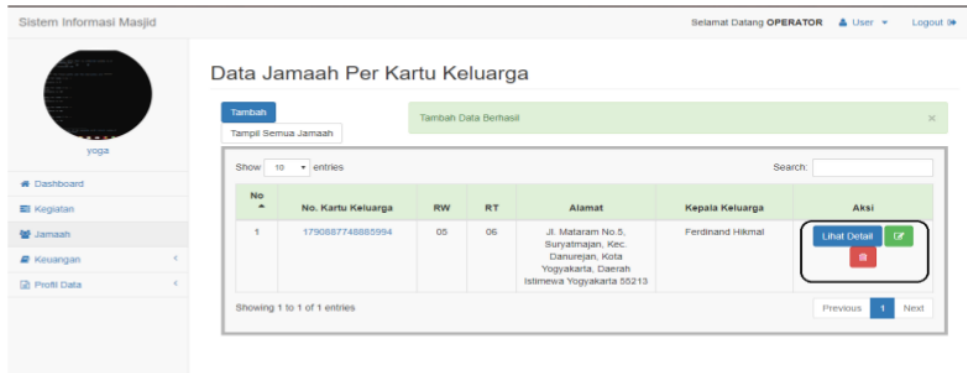 Sistem Informasi Masjid
Selamat Datang OPERATOR User Logout
yoga
Dashboard
Kegiatan
Jamaah
Keuangan
Profil Data
Data Jamaah Per Kartu Keluarga
Tambah
Tampil Semua Jamaah
Tambah Data Berhasil ×
Show 10 entries
Search:
No No. Kartu Keluarga RW RT Alamat Kepala Keluarga Aksi
1 1790887748885994 05 06 Jl. Mataram No.5, Ferdinand Hikmal Lihat Detail
Suryatmajan, Kec.
Danurejan, Kota
Yogyakarta, Daerah
Istimewa Yogyakarta 55213
Showing 1 to 1 of 1 entries
Previous 1 Next